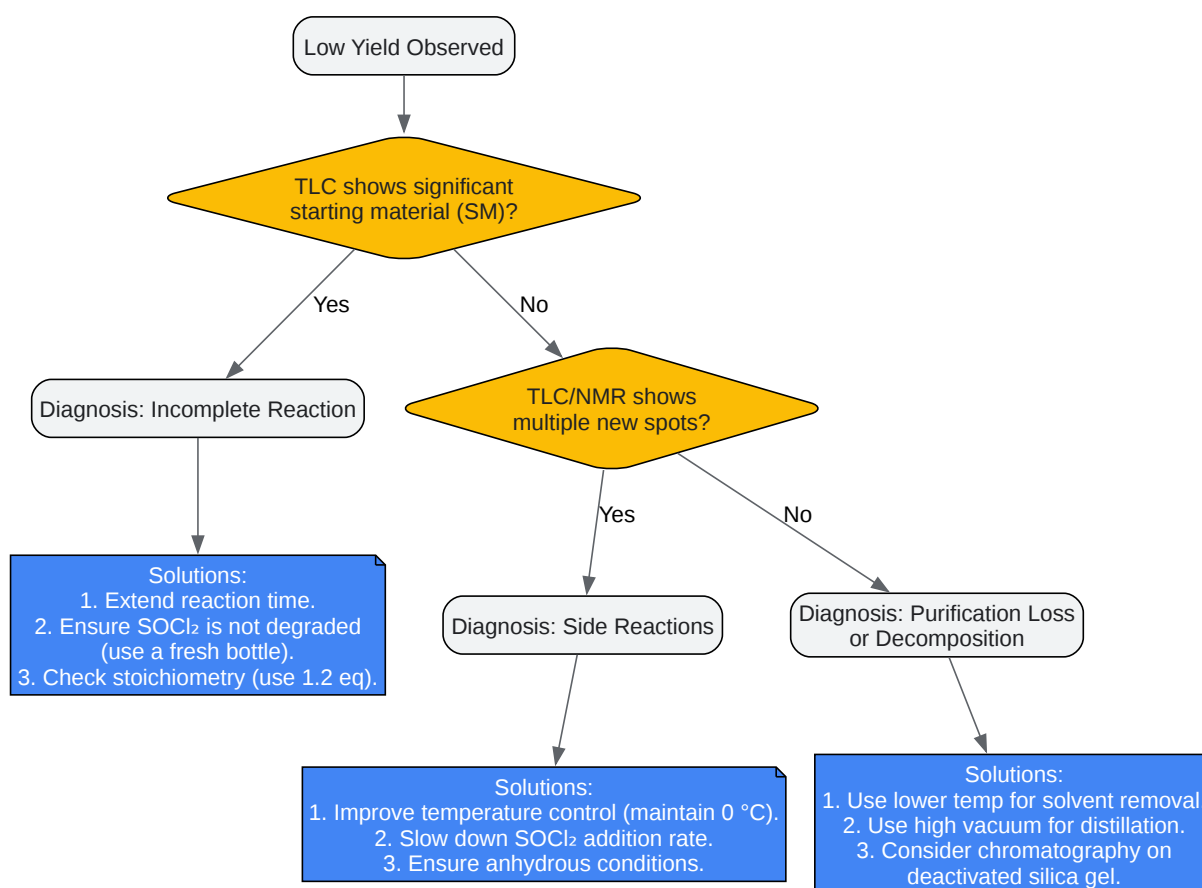 Low Yield Observed
TLC shows significant
starting material (SM)?
Yes
No
Diagnosis: Incomplete Reaction
TLC/NMR shows
multiple new spots?
Yes
No
Solutions:
1. Extend reaction time.
2. Ensure SOCl₂ is not degraded
(use a fresh bottle).
3. Check stoichiometry (use 1.2 eq).
Diagnosis: Side Reactions
Diagnosis: Purification Loss
or Decomposition
Solutions:
1. Improve temperature control (maintain 0 °C).
2. Slow down SOCl₂ addition rate.
3. Ensure anhydrous conditions.
Solutions:
1. Use lower temp for solvent removal
2. Use high vacuum for distillation.
3. Consider chromatography on
deactivated silica gel.